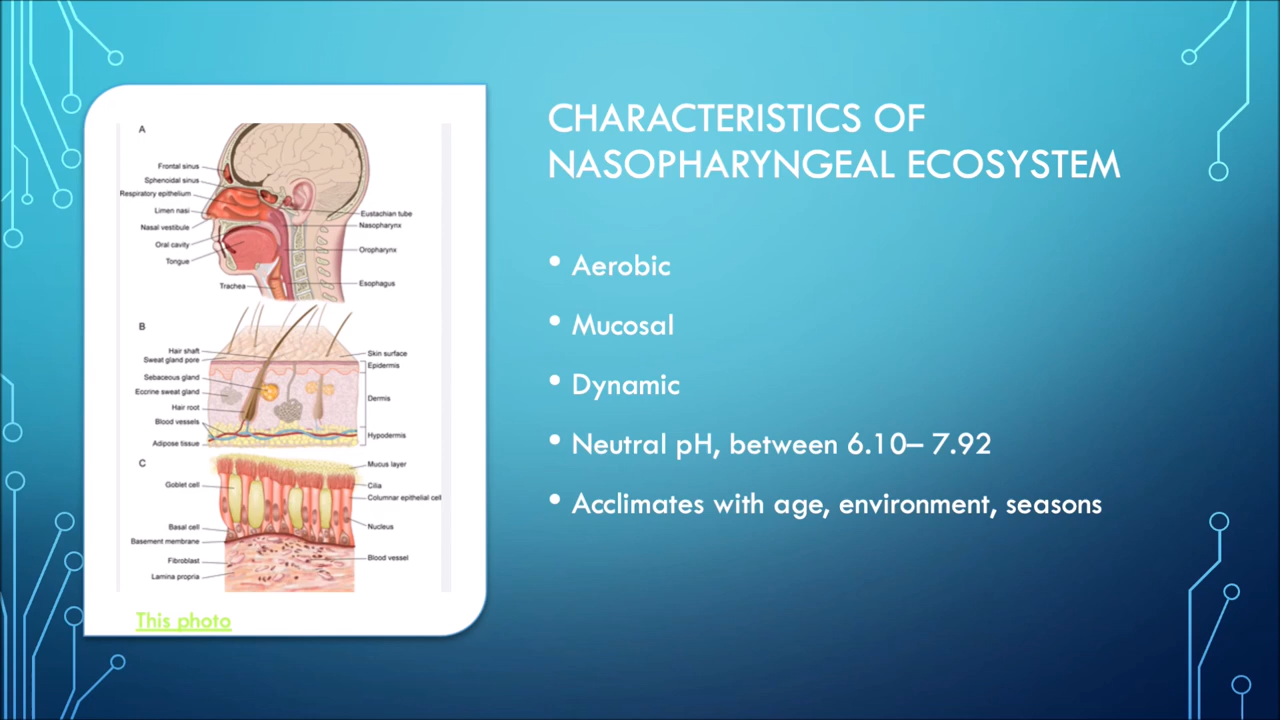 A
Frontal sinus
Sphenoidal sinus
Respiratory epithelium
Limen nasi
Nasal vestibule
Oral cavity
Tongue
Trachea
Eustachian tube
Nasopharynx
Oropharynx
Esophagus
B
Hair shaft
Sweat gland pore
Sebaceous gland
Eccrine sweat gland
Hair root
Blood vessels
Adipose tissue
Skin surface
Epidermis
Dermis
Hypodermis
C
Goblet cell
Basal cell
Basement membrane
Fibroblast
Lamina propria
Mucus layer
Cilia
Columnar epithelial cell
Nucleus
Blood vessel
This photo
CHARACTERISTICS OF
NASOPHARYNGEAL ECOSYSTEM
• Aerobic
• Mucosal
• Dynamic
• Neutral pH, between 6.10– 7.92
• Acclimates with age, environment, seasons